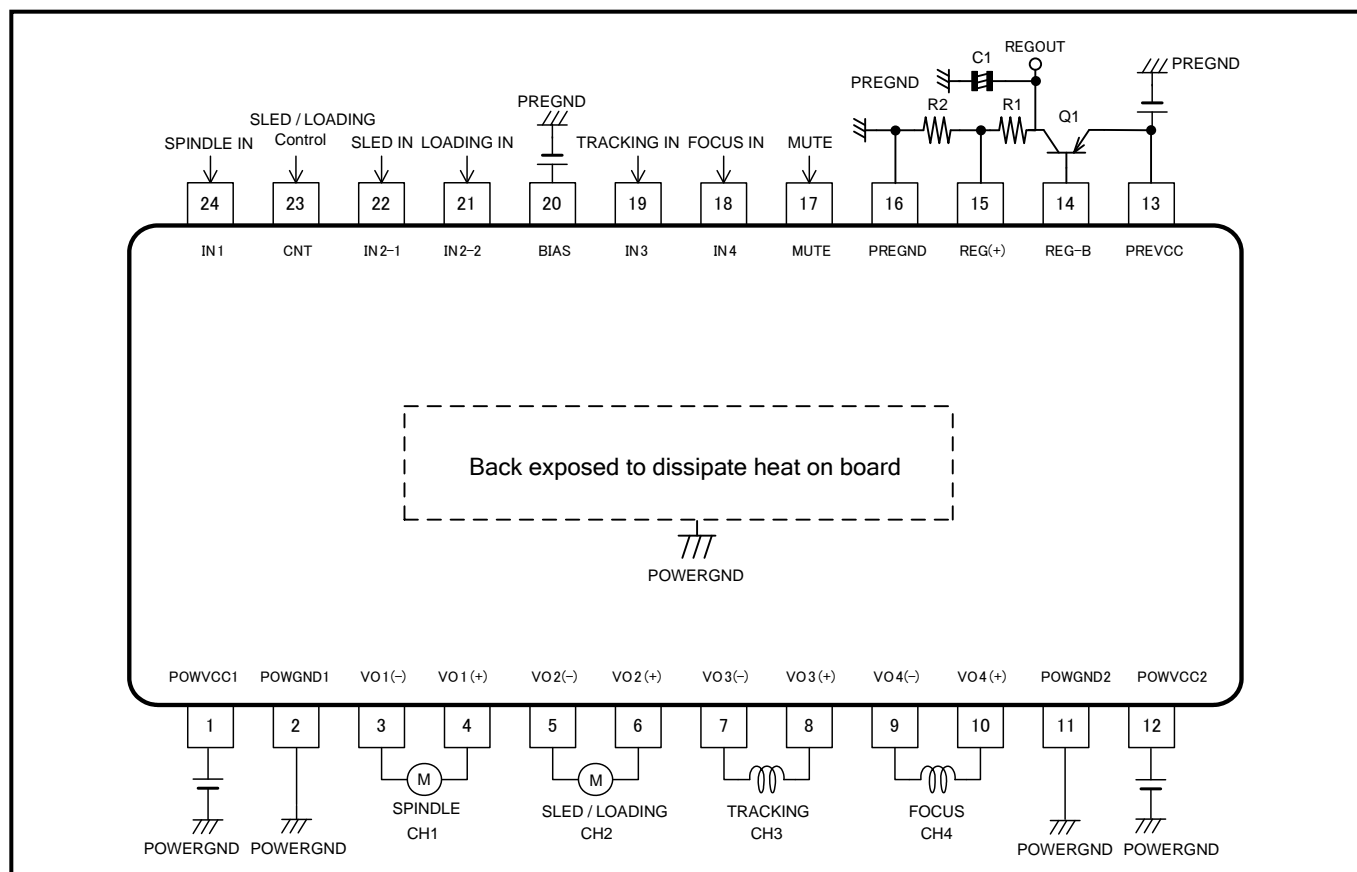 REGOUT
C1
PREGND
PREGND
R2
R1
Q1
PREGND
SLED / LOADING
Control
SPINDLE IN
SLED IN
LOADING IN
TRACKING IN
FOCUS IN
MUTE
24
23
22
21
20
19
18
17
16
15
14
13
IN1
CNT
IN2-1
IN2-2
BIAS
IN3
IN4
MUTE
PREGND
REG(+)
REG-B
PREVCC
Back exposed to dissipate heat on board
POWERGND
POWVCC1
POWGND1
VO1(-)
VO1(+)
VO2(-)
VO2(+)
VO3(-)
VO3(+)
VO4(-)
VO4(+)
POWGND2
POWVCC2
1
2
3
4
5
6
7
8
9
10
11
12
M
M
SPINDLE
CH1
SLED / LOADING
CH2
TRACKING
CH3
FOCUS
CH4
POWERGND
POWERGND
POWERGND
POWERGND